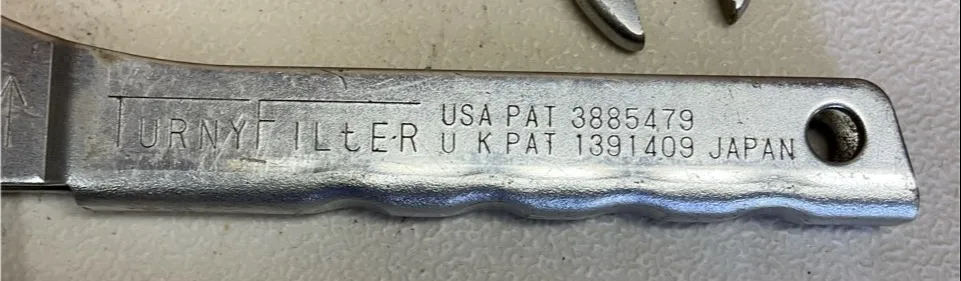 TURNYFILtER
USA PAT 3885479
U K PAT 1391409 JAPAN